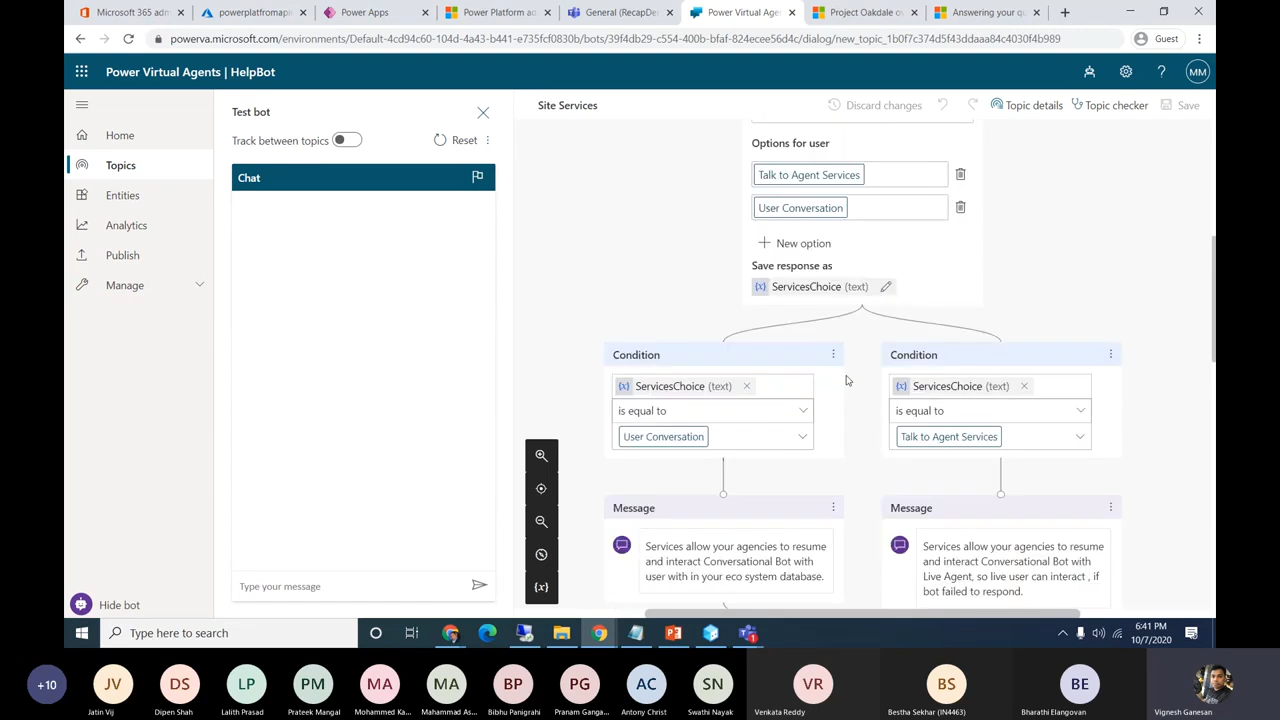 Microsoft 365 admin
powerplatfromapi
Power Apps
Power Platform ad
General (RecapDe
Power Virtual Age
Project Oakdale ov
Answering your qu
powerva.microsoft.com/environments/Default-4cd94c60-104d-4a43-b441-e735fcf0830b/bots/39f4db29-c554-400b-bfaf-824ecee56d4c/dialog/new_topic_1b0f7c374d5f43ddaaa84c4030f4b989
Guest
Power Virtual Agents | HelpBot
MM
Home
Topics
Entities
Analytics
Publish
Manage
Hide bot
Test bot
Track between topics
Reset
Chat
Type your message
Site Services
Discard changes
Topic details
Topic checker
Save
Options for user
Talk to Agent Services
User Conversation
New option
Save response as
{x} ServicesChoice (text)
Condition
{x} ServicesChoice (text)
is equal to
User Conversation
Message
Services allow your agencies to resume
and interact Conversational Bot with
user with in your eco system database.
Condition
{x} ServicesChoice (text)
is equal to
Talk to Agent Services
Message
Services allow your agencies to resume
and interact Conversational Bot with
Live Agent, so live user can interact , if
bot failed to respond.
{x}
Type here to search
6:41 PM
10/7/2020
+10
JV
DS
LP
PM
MA
MA
BP
PG
AC
SN
VR
BS
BE
Jatin Vij
Dipen Shah
Lalith Prasad
Prateek Mangal
Mohammed Ka...
Mahammad As...
Bibhu Panigrahi
Pranam Ganga...
Antony Christ
Swathi Nayak
Venkata Reddy
Bestha Sekhar (IN4463)
Bharathi Elangovan
Vignesh Ganesan